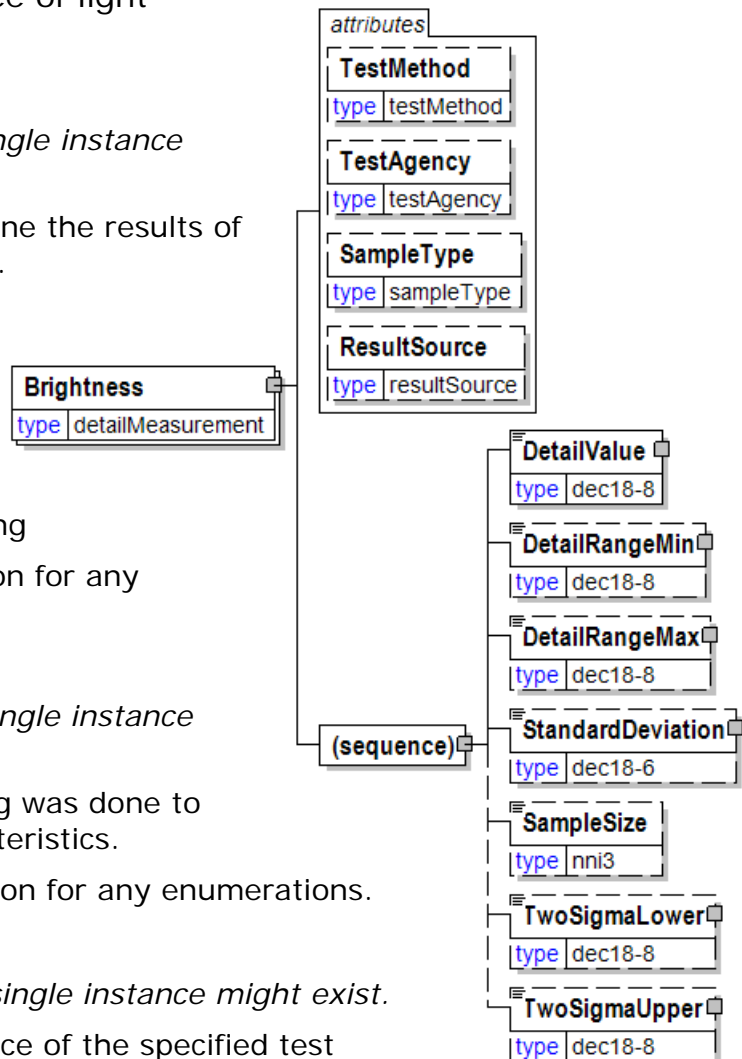 ce of light
ngle instance
ne the results of
.
ng
on for any
ngle instance
g was done to
teristics.
on for any enumerations.
single instance might exist.
ce of the specified test
attributes
TestMethod
type testMethod
TestAgency
type testAgency
SampleType
type sampleType
ResultSource
type resultSource
Brightness
type detailMeasurement
(sequence)
DetailValue
type dec18-8
DetailRangeMin
type dec18-8
DetailRangeMax
type dec18-8
StandardDeviation
type dec18-6
SampleSize
type nni3
TwoSigmaLower
type dec18-8
TwoSigmaUpper
type dec18-8